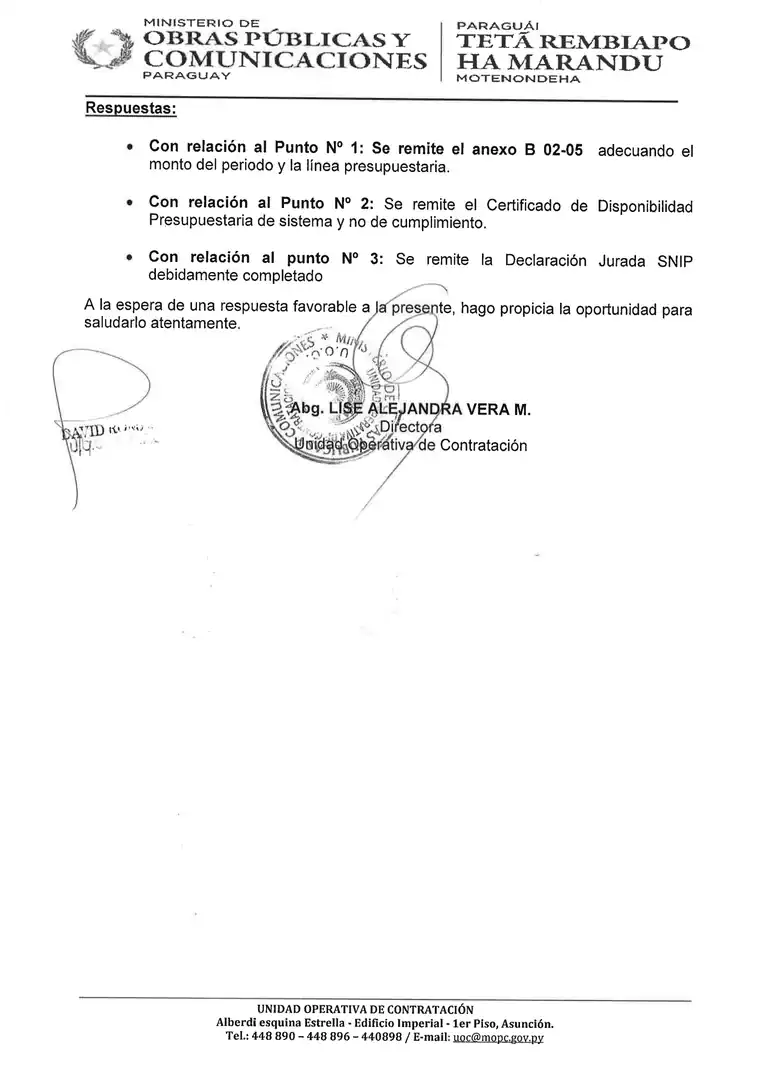 MINISTERIO DE
OBRAS PÚBLICAS Y
COMUNICACIONES
PARAGUAY
PARAGUÁI
TETÃ REMBIAPO
HA MARANDU
MOTENONDEHA
Respuestas:
• Con relación al Punto Nº 1: Se remite el anexo B 02-05 adecuando el
monto del periodo y la línea presupuestaria.
• Con relación al Punto Nº 2: Se remite el Certificado de Disponibilidad
Presupuestaria de sistema y no de cumplimiento.
• Con relación al punto Nº 3: Se remite la Declaración Jurada SNIP
debidamente completado
A la espera de una respuesta favorable a la presente, hago propicia la oportunidad para
saludarlo atentamente.
U.O.C.
Abg. LISE ALEJANDRA VERA M.
Directora
Unidad Operativa de Contratación
DAVID
UNIDAD OPERATIVA DE CONTRATACIÓN
Alberdi esquina Estrella - Edificio Imperial - 1er Piso, Asunción.
Tel.: 448 890 – 448 896 – 440898 / E-mail: uoc@mopc.gov.py